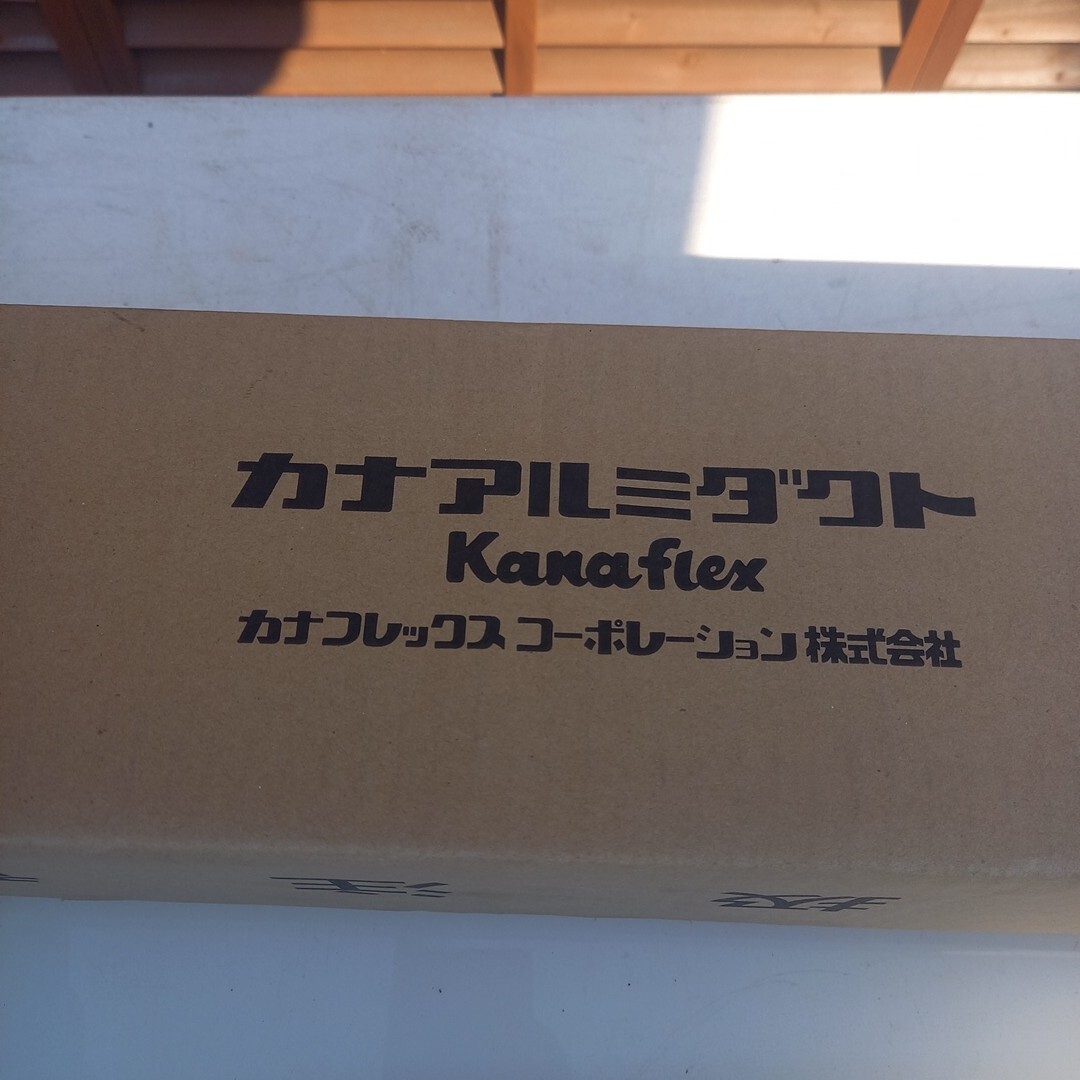 カナアルミダクト
Kanaflex
カナフレックス コーポレーション 株式会社